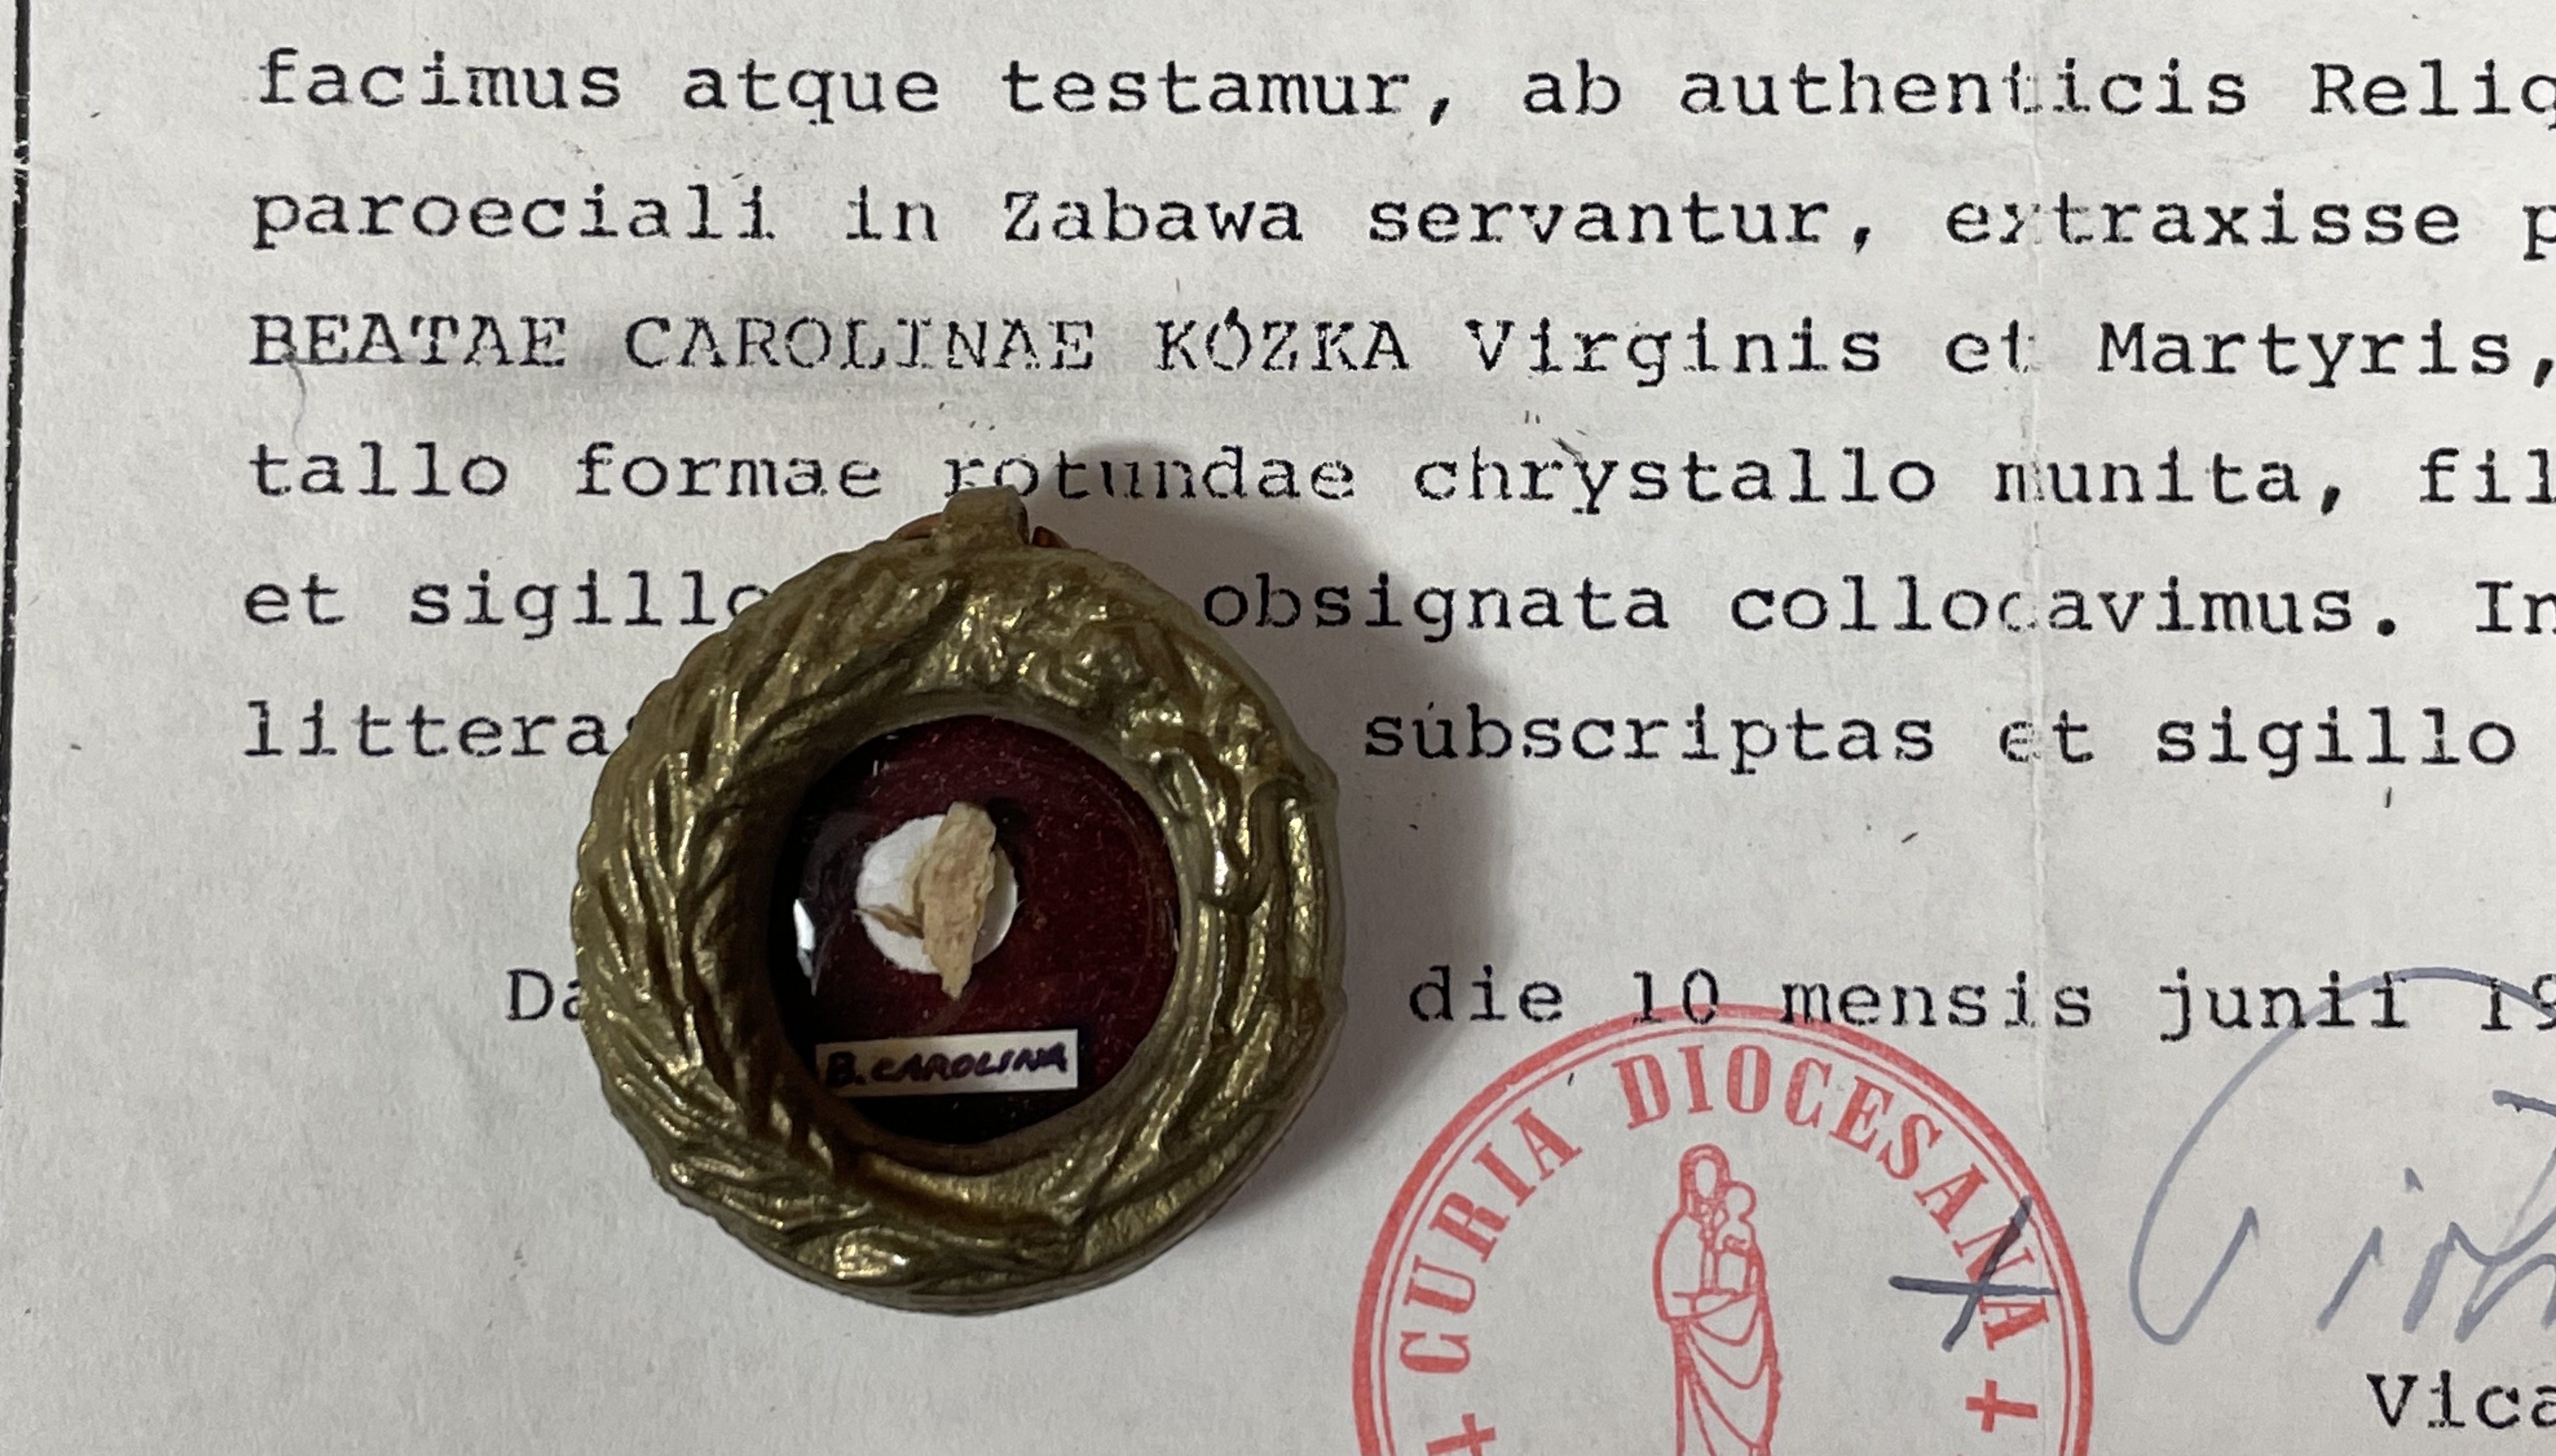 facimus atque testamur, ab authenticis Reliq
paroeciali in Zabawa servantur, extraxisse p
BEATAE CAROLINAE KÓZKA Virginis et Martyris,
tallo formae rotundae chrystallo munita, fil
et sigillo obsignata collocavimus. In
litteras subscriptas et sigillo
Da die 10 mensis junii 19
B. CAROLINA
CURIA DIOCESANA
Vica